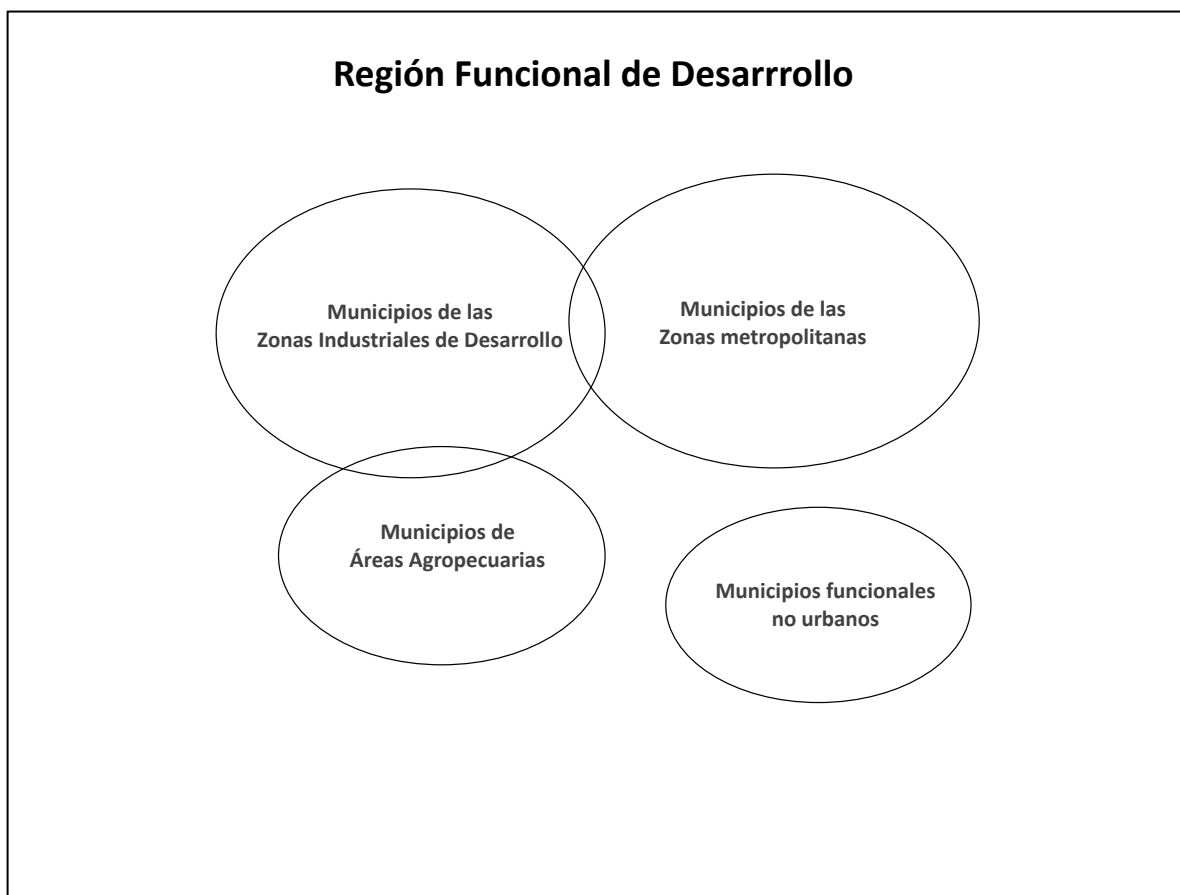 Región Funcional de Desarrrollo
Municipios de las
Zonas Industriales de Desarrollo
Municipios de las
Zonas metropolitanas
Municipios de
Áreas Agropecuarias
Municipios funcionales
no urbanos